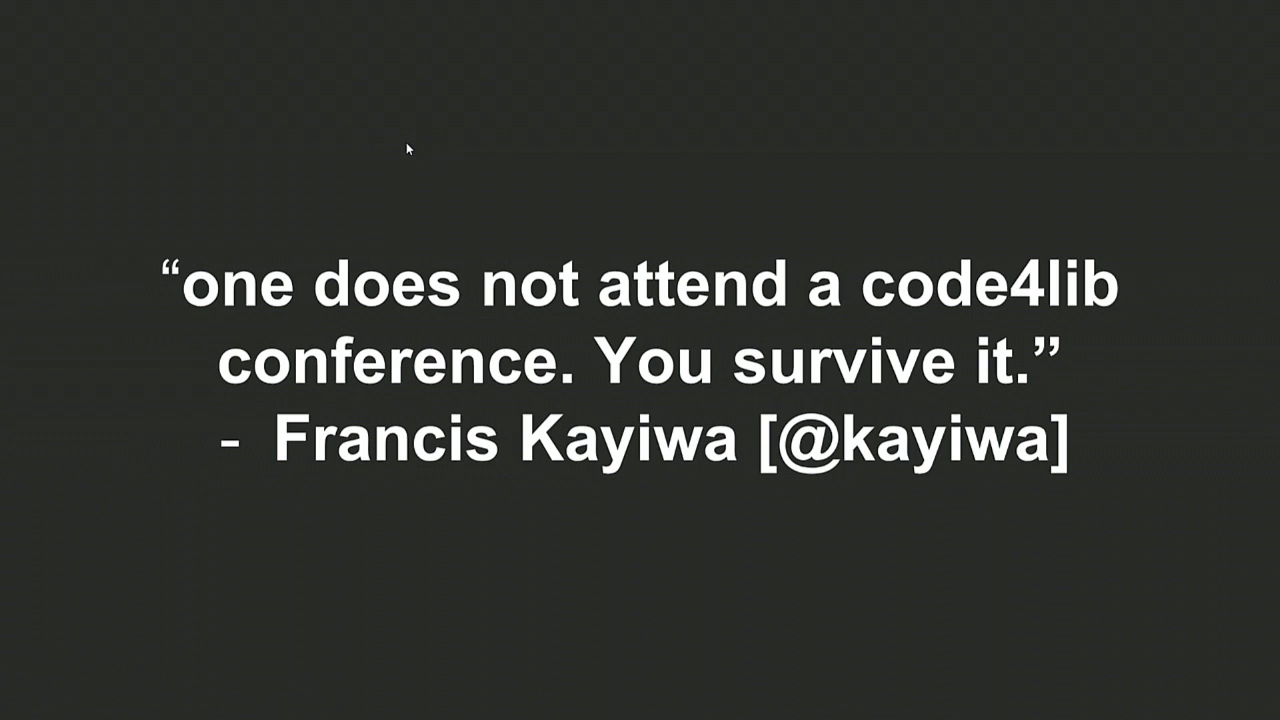 “one does not attend a code4lib
conference. You survive it.”
- Francis Kayiwa [@kayiwa]